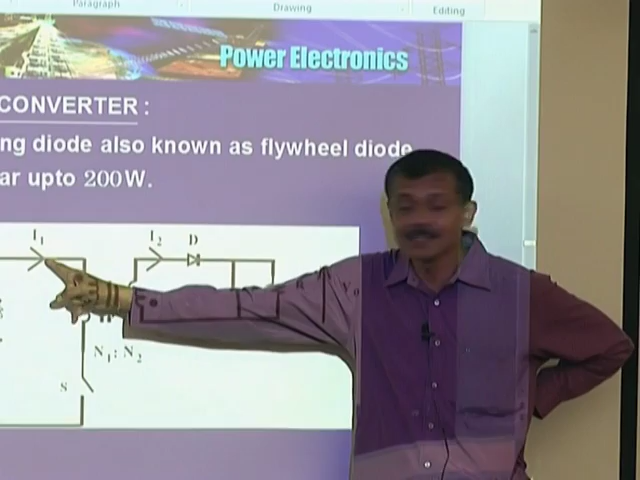 Paragraph Drawing Editing
Power Electronics
CONVERTER :
ng diode also known as flywheel diode
ar upto 200W.
I₁ I₂ D
N₁ : N₂
S